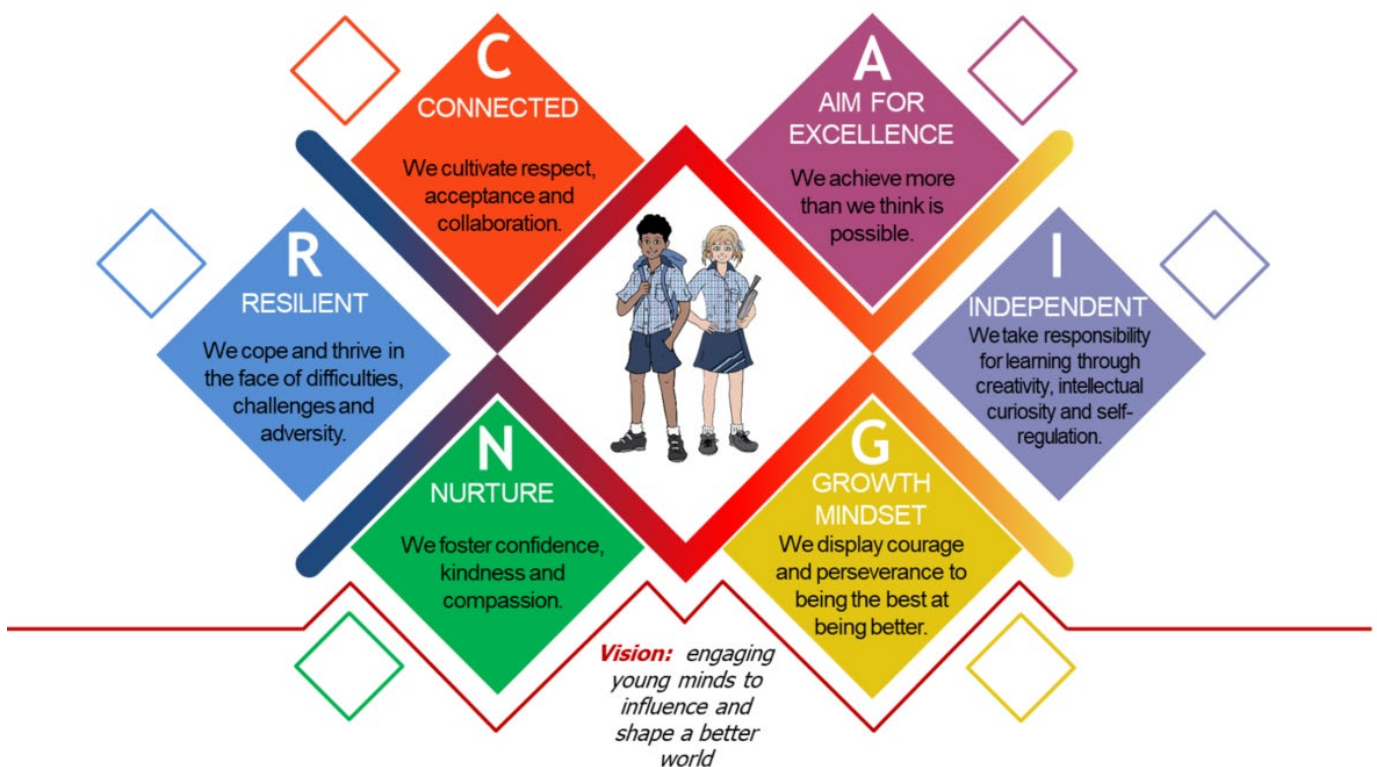 C
CONNECTED
We cultivate respect,
acceptance and
collaboration.
A
AIM FOR
EXCELLENCE
We achieve more
than we think is
possible.
R
RESILIENT
We cope and thrive in
the face of difficulties,
challenges and
adversity.
I
INDEPENDENT
We take responsibility
for learning through
creativity, intellectual
curiosity and self-
regulation.
N
NURTURE
We foster confidence,
kindness and
compassion.
G
GROWTH
MINDSET
We display courage
and perseverance to
being the best at
being better.
Vision: engaging
young minds to
influence and
shape a better
world